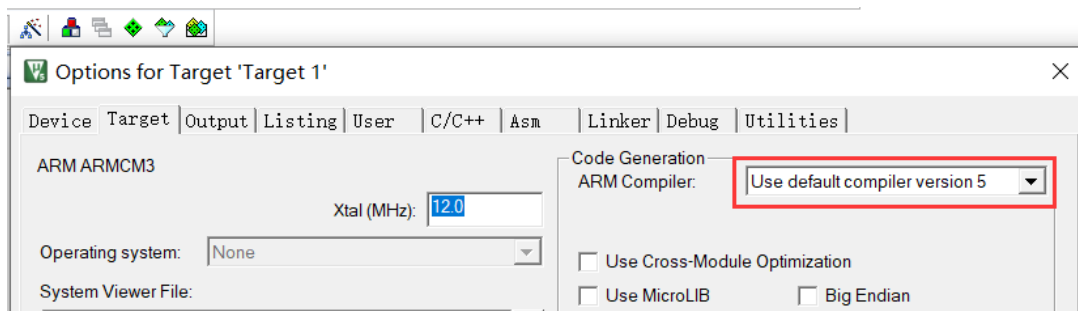 Options for Target 'Target 1'
Device Target Output Listing User C/C++ Asm Linker Debug Utilities
ARM ARMCM3
Xtal (MHz): 12.0
Operating system: None
System Viewer File:
Code Generation
ARM Compiler: Use default compiler version 5
Use Cross-Module Optimization
Use MicroLIB Big Endian